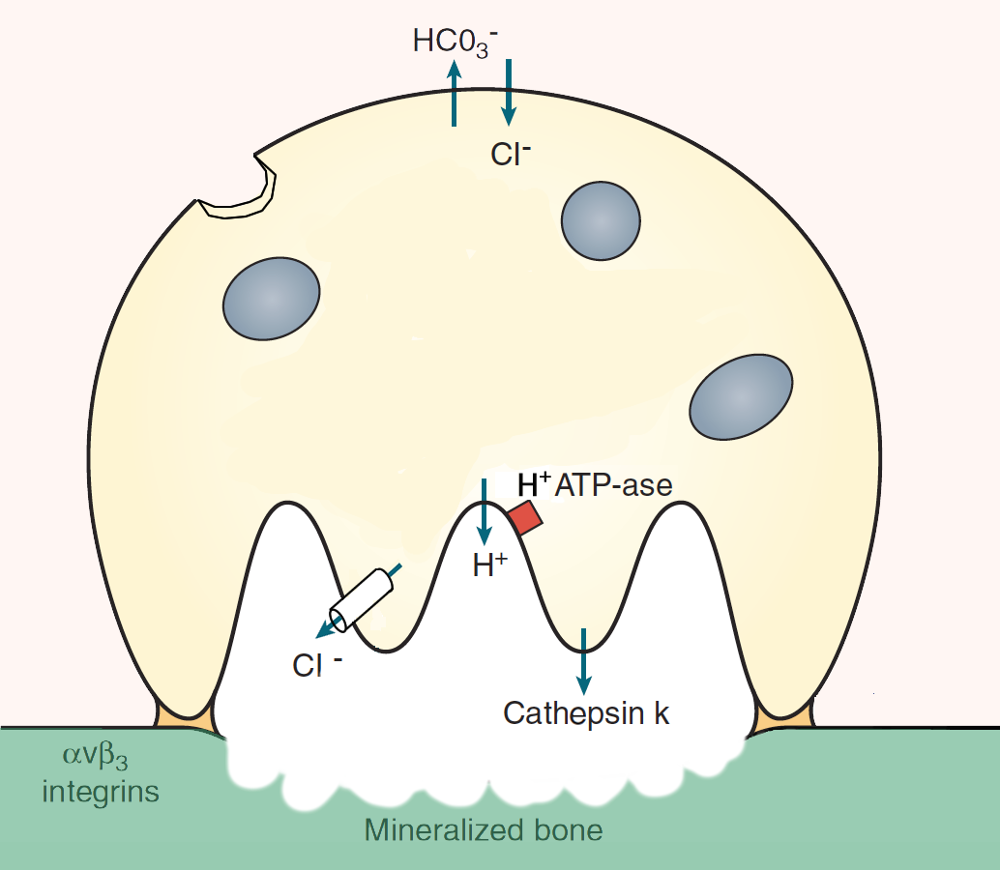 HC0₃⁻
Cl⁻
H⁺ ATP-ase
H⁺
Cl ⁻
Cathepsin k
αvβ₃
integrins
Mineralized bone